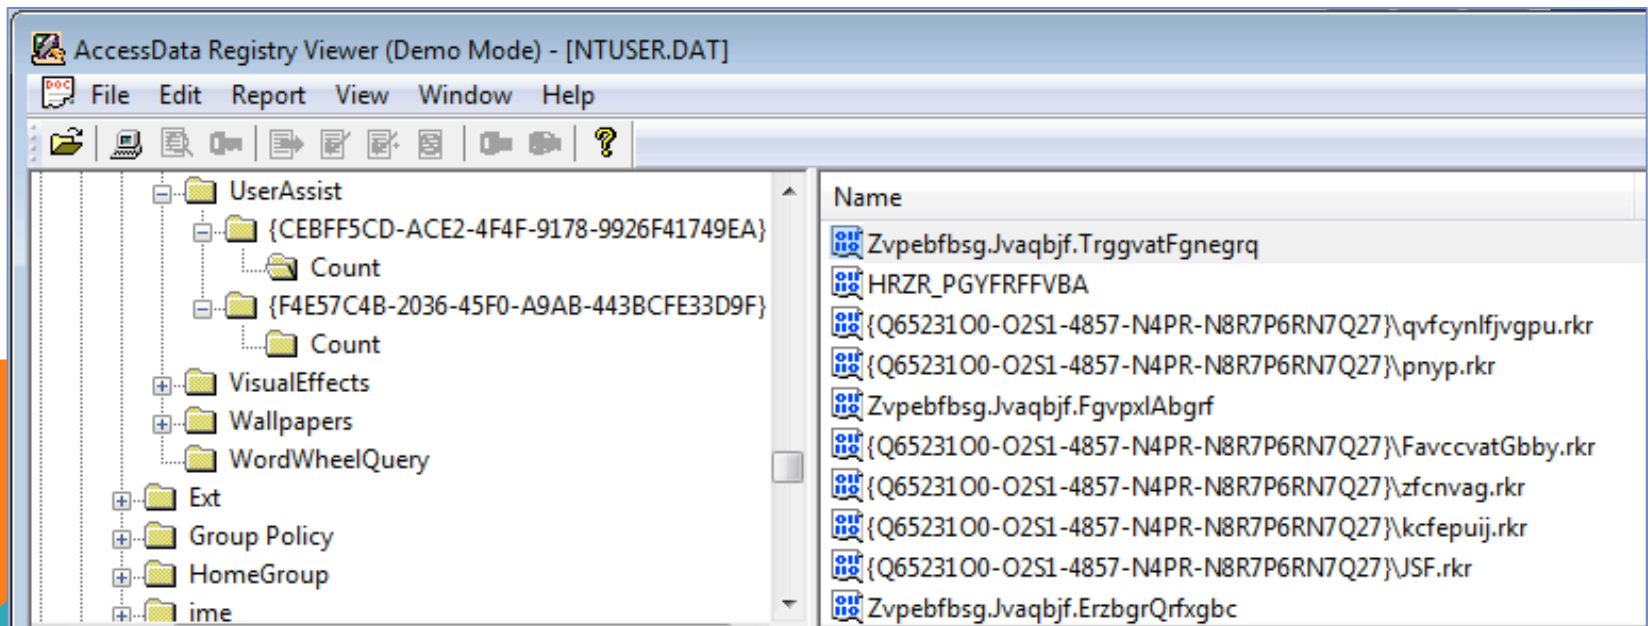 AccessData Registry Viewer (Demo Mode) - [NTUSER.DAT]
File Edit Report View Window Help
UserAssist
{CEBFF5CD-ACE2-4F4F-9178-9926F41749EA}
Count
{F4E57C4B-2036-45F0-A9AB-443BCFE33D9F}
Count
VisualEffects
Wallpapers
WordWheelQuery
Ext
Group Policy
HomeGroup
ime
Name
Zvpebfbsg.Jvaqbjf.TrggvatFgnegrq
HRZR_PGYFRFFVBA
{Q65231O0-O2S1-4857-N4PR-N8R7P6RN7Q27}\qvfcynlfjvgpu.rkr
{Q65231O0-O2S1-4857-N4PR-N8R7P6RN7Q27}\pnyp.rkr
Zvpebfbsg.Jvaqbjf.FgvpxlAbgrf
{Q65231O0-O2S1-4857-N4PR-N8R7P6RN7Q27}\FavccvatGbby.rkr
{Q65231O0-O2S1-4857-N4PR-N8R7P6RN7Q27}\zfcnvag.rkr
{Q65231O0-O2S1-4857-N4PR-N8R7P6RN7Q27}\kcfepuij.rkr
{Q65231O0-O2S1-4857-N4PR-N8R7P6RN7Q27}\JSF.rkr
Zvpebfbsg.Jvaqbjf.ErzbgrQrfxgbc